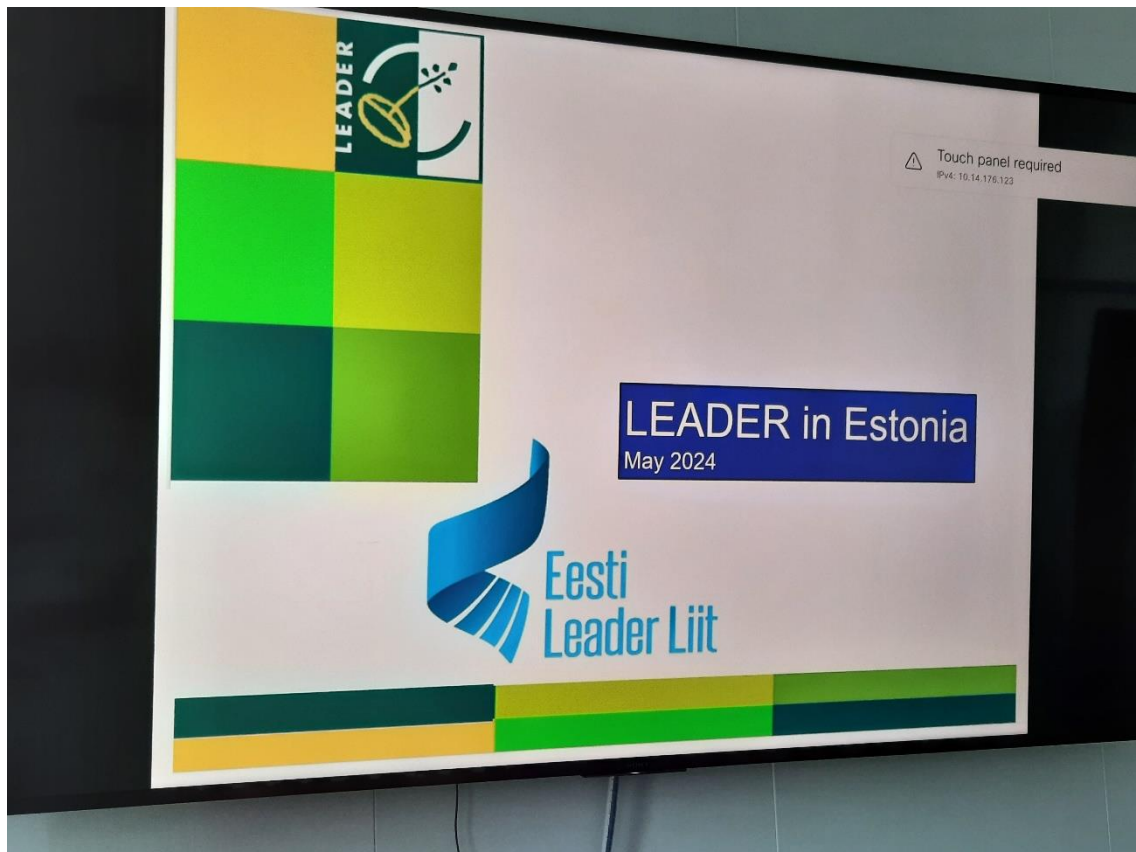 LEADER
Touch panel required
IPv4: 10.14.176.123
LEADER in Estonia
May 2024
Eesti
Leader Liit